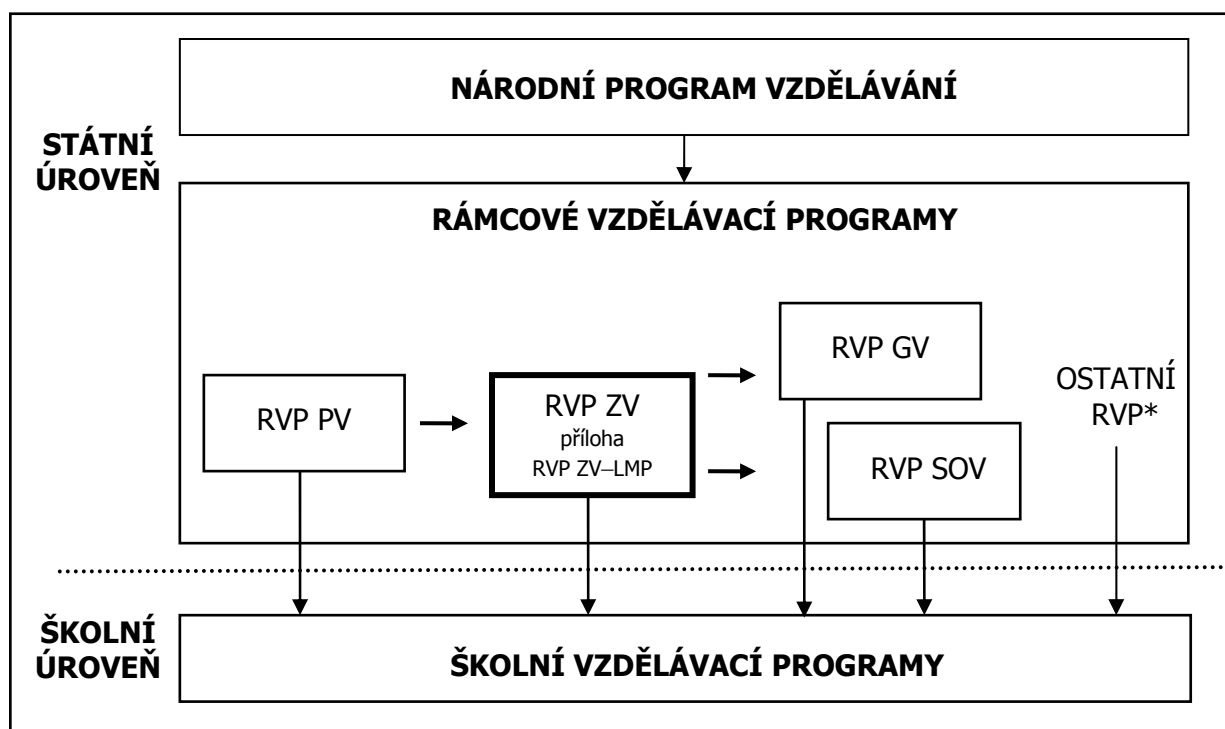 NÁRODNÍ PROGRAM VZDĚLÁVÁNÍ
STÁTNÍ
ÚROVEŇ
RÁMCOVÉ VZDĚLÁVACÍ PROGRAMY
RVP PV
RVP ZV
příloha
RVP ZV–LMP
RVP GV
RVP SOV
OSTATNÍ
RVP*
ŠKOLNÍ
ÚROVEŇ
ŠKOLNÍ VZDĚLÁVACÍ PROGRAMY